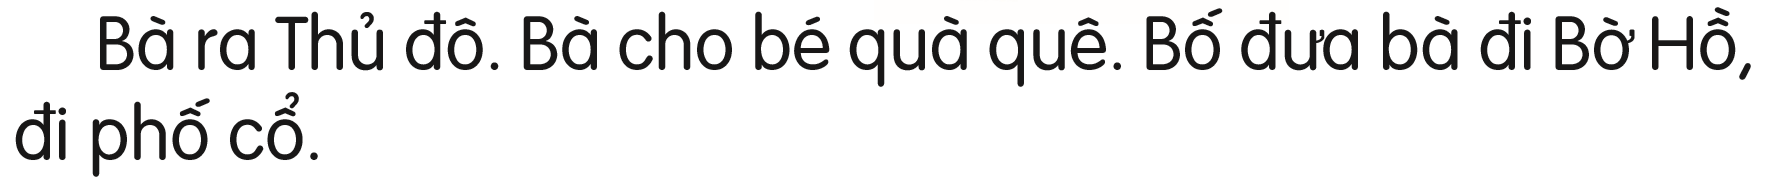 Bà ra Thủ đô. Bà cho bé quà quê. Bố đưa bà đi Bờ Hồ,
đi phố cổ.